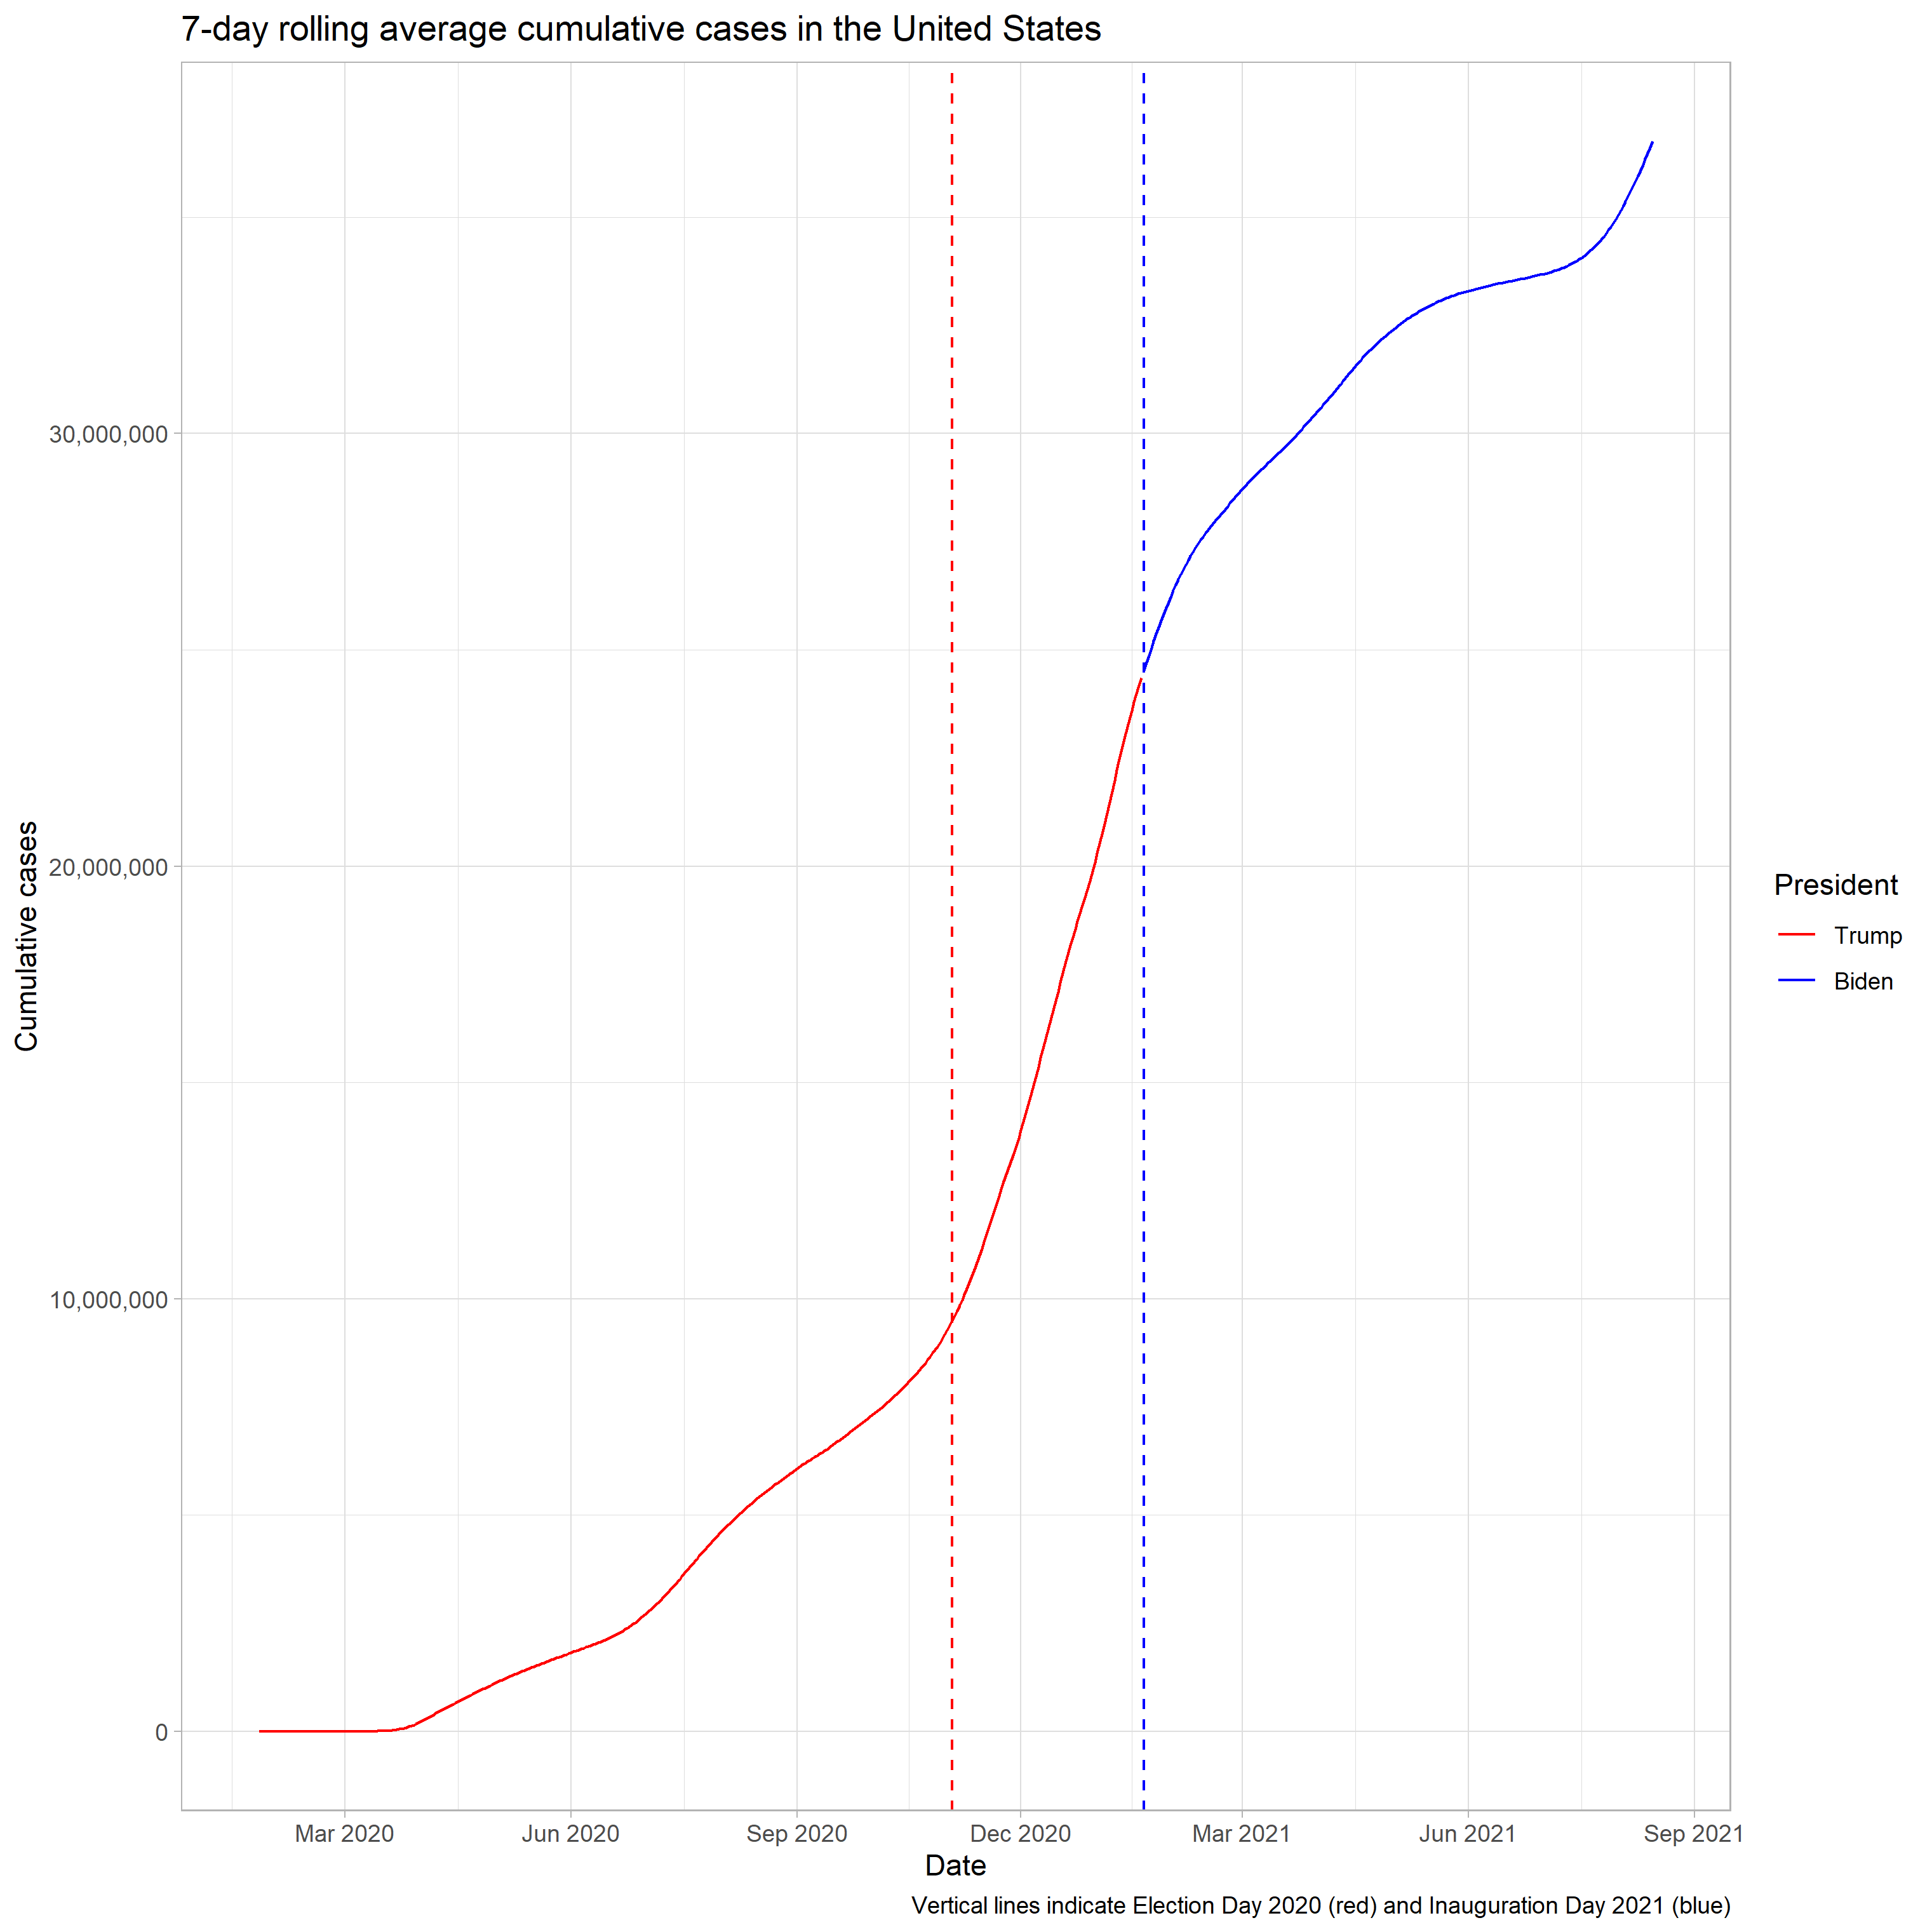 7-day rolling average cumulative cases in the United States
Cumulative cases
30,000,000
20,000,000
10,000,000
0
Mar 2020 Jun 2020 Sep 2020 Dec 2020 Mar 2021 Jun 2021 Sep 2021
Date
President
Trump
Biden
Vertical lines indicate Election Day 2020 (red) and Inauguration Day 2021 (blue)